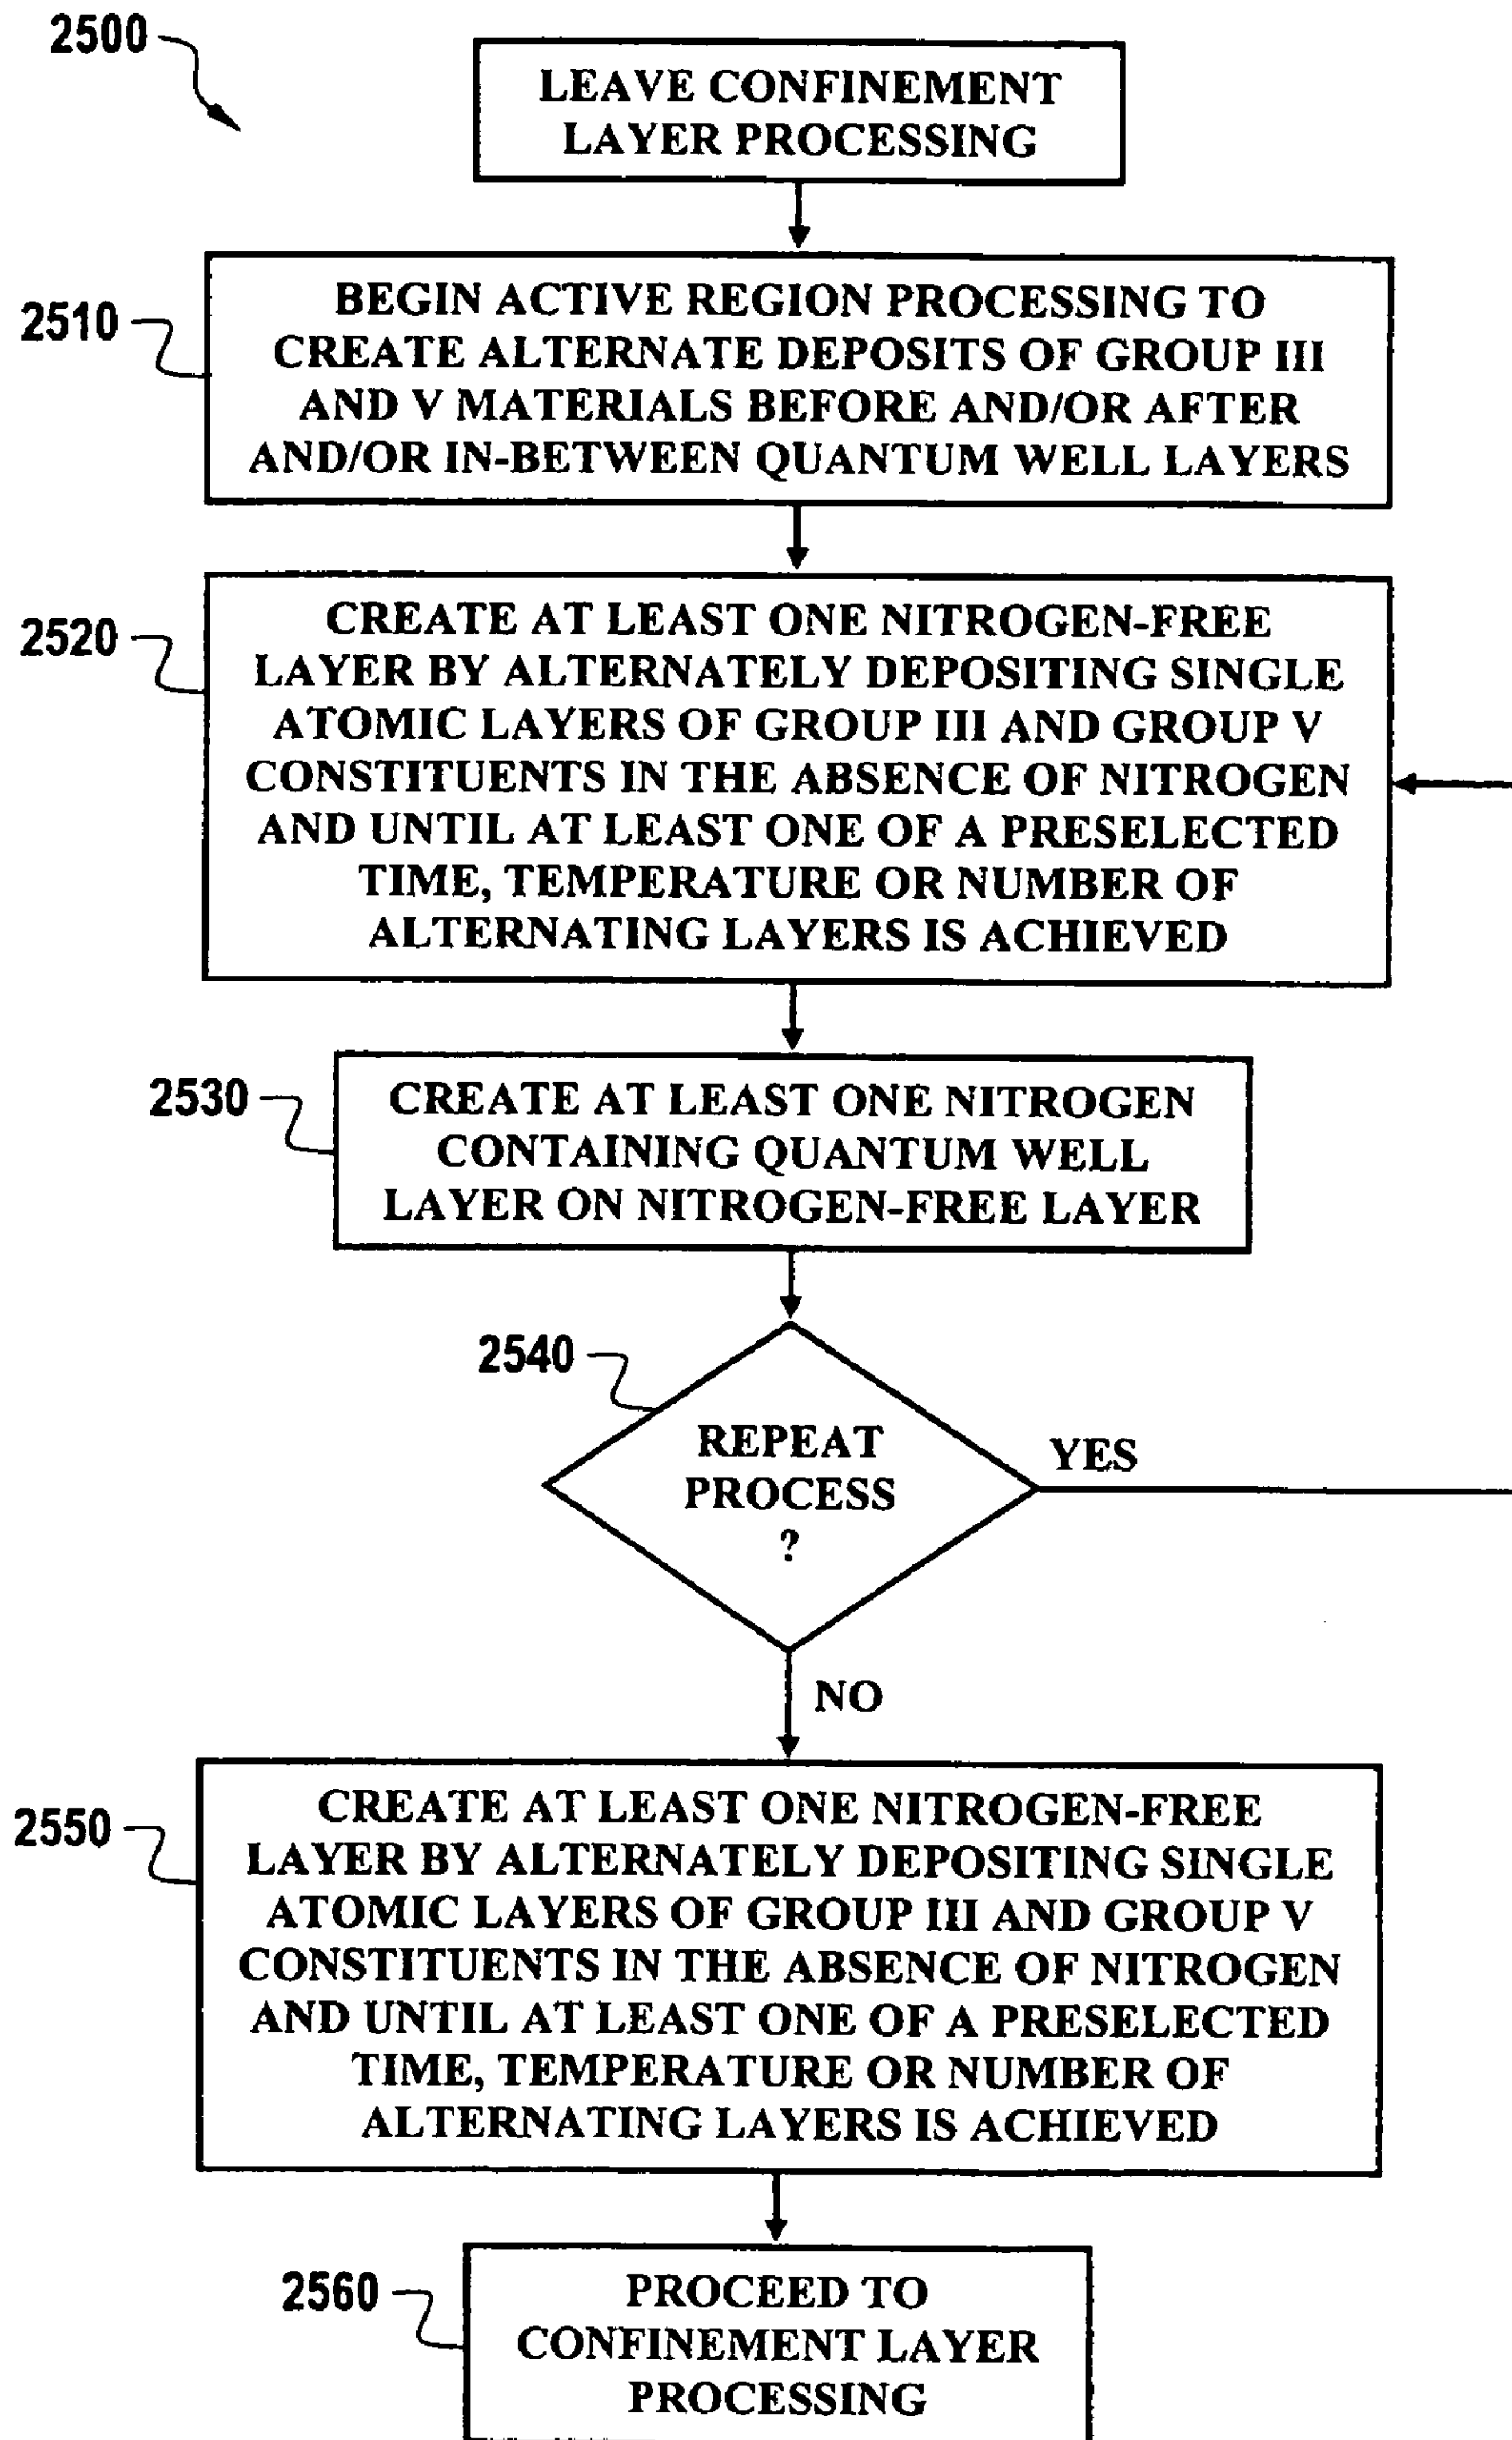 2500
LEAVE CONFINEMENT
LAYER PROCESSING
2510
BEGIN ACTIVE REGION PROCESSING TO
CREATE ALTERNATE DEPOSITS OF GROUP III
AND V MATERIALS BEFORE AND/OR AFTER
AND/OR IN-BETWEEN QUANTUM WELL LAYERS
2520
CREATE AT LEAST ONE NITROGEN-FREE
LAYER BY ALTERNATELY DEPOSITING SINGLE
ATOMIC LAYERS OF GROUP III AND GROUP V
CONSTITUENTS IN THE ABSENCE OF NITROGEN
AND UNTIL AT LEAST ONE OF A PRESELECTED
TIME, TEMPERATURE OR NUMBER OF
ALTERNATING LAYERS IS ACHIEVED
2530
CREATE AT LEAST ONE NITROGEN
CONTAINING QUANTUM WELL
LAYER ON NITROGEN-FREE LAYER
2540
REPEAT
PROCESS
?
YES
NO
2550
CREATE AT LEAST ONE NITROGEN-FREE
LAYER BY ALTERNATELY DEPOSITING SINGLE
ATOMIC LAYERS OF GROUP III AND GROUP V
CONSTITUENTS IN THE ABSENCE OF NITROGEN
AND UNTIL AT LEAST ONE OF A PRESELECTED
TIME, TEMPERATURE OR NUMBER OF
ALTERNATING LAYERS IS ACHIEVED
2560
PROCEED TO
CONFINEMENT LAYER
PROCESSING